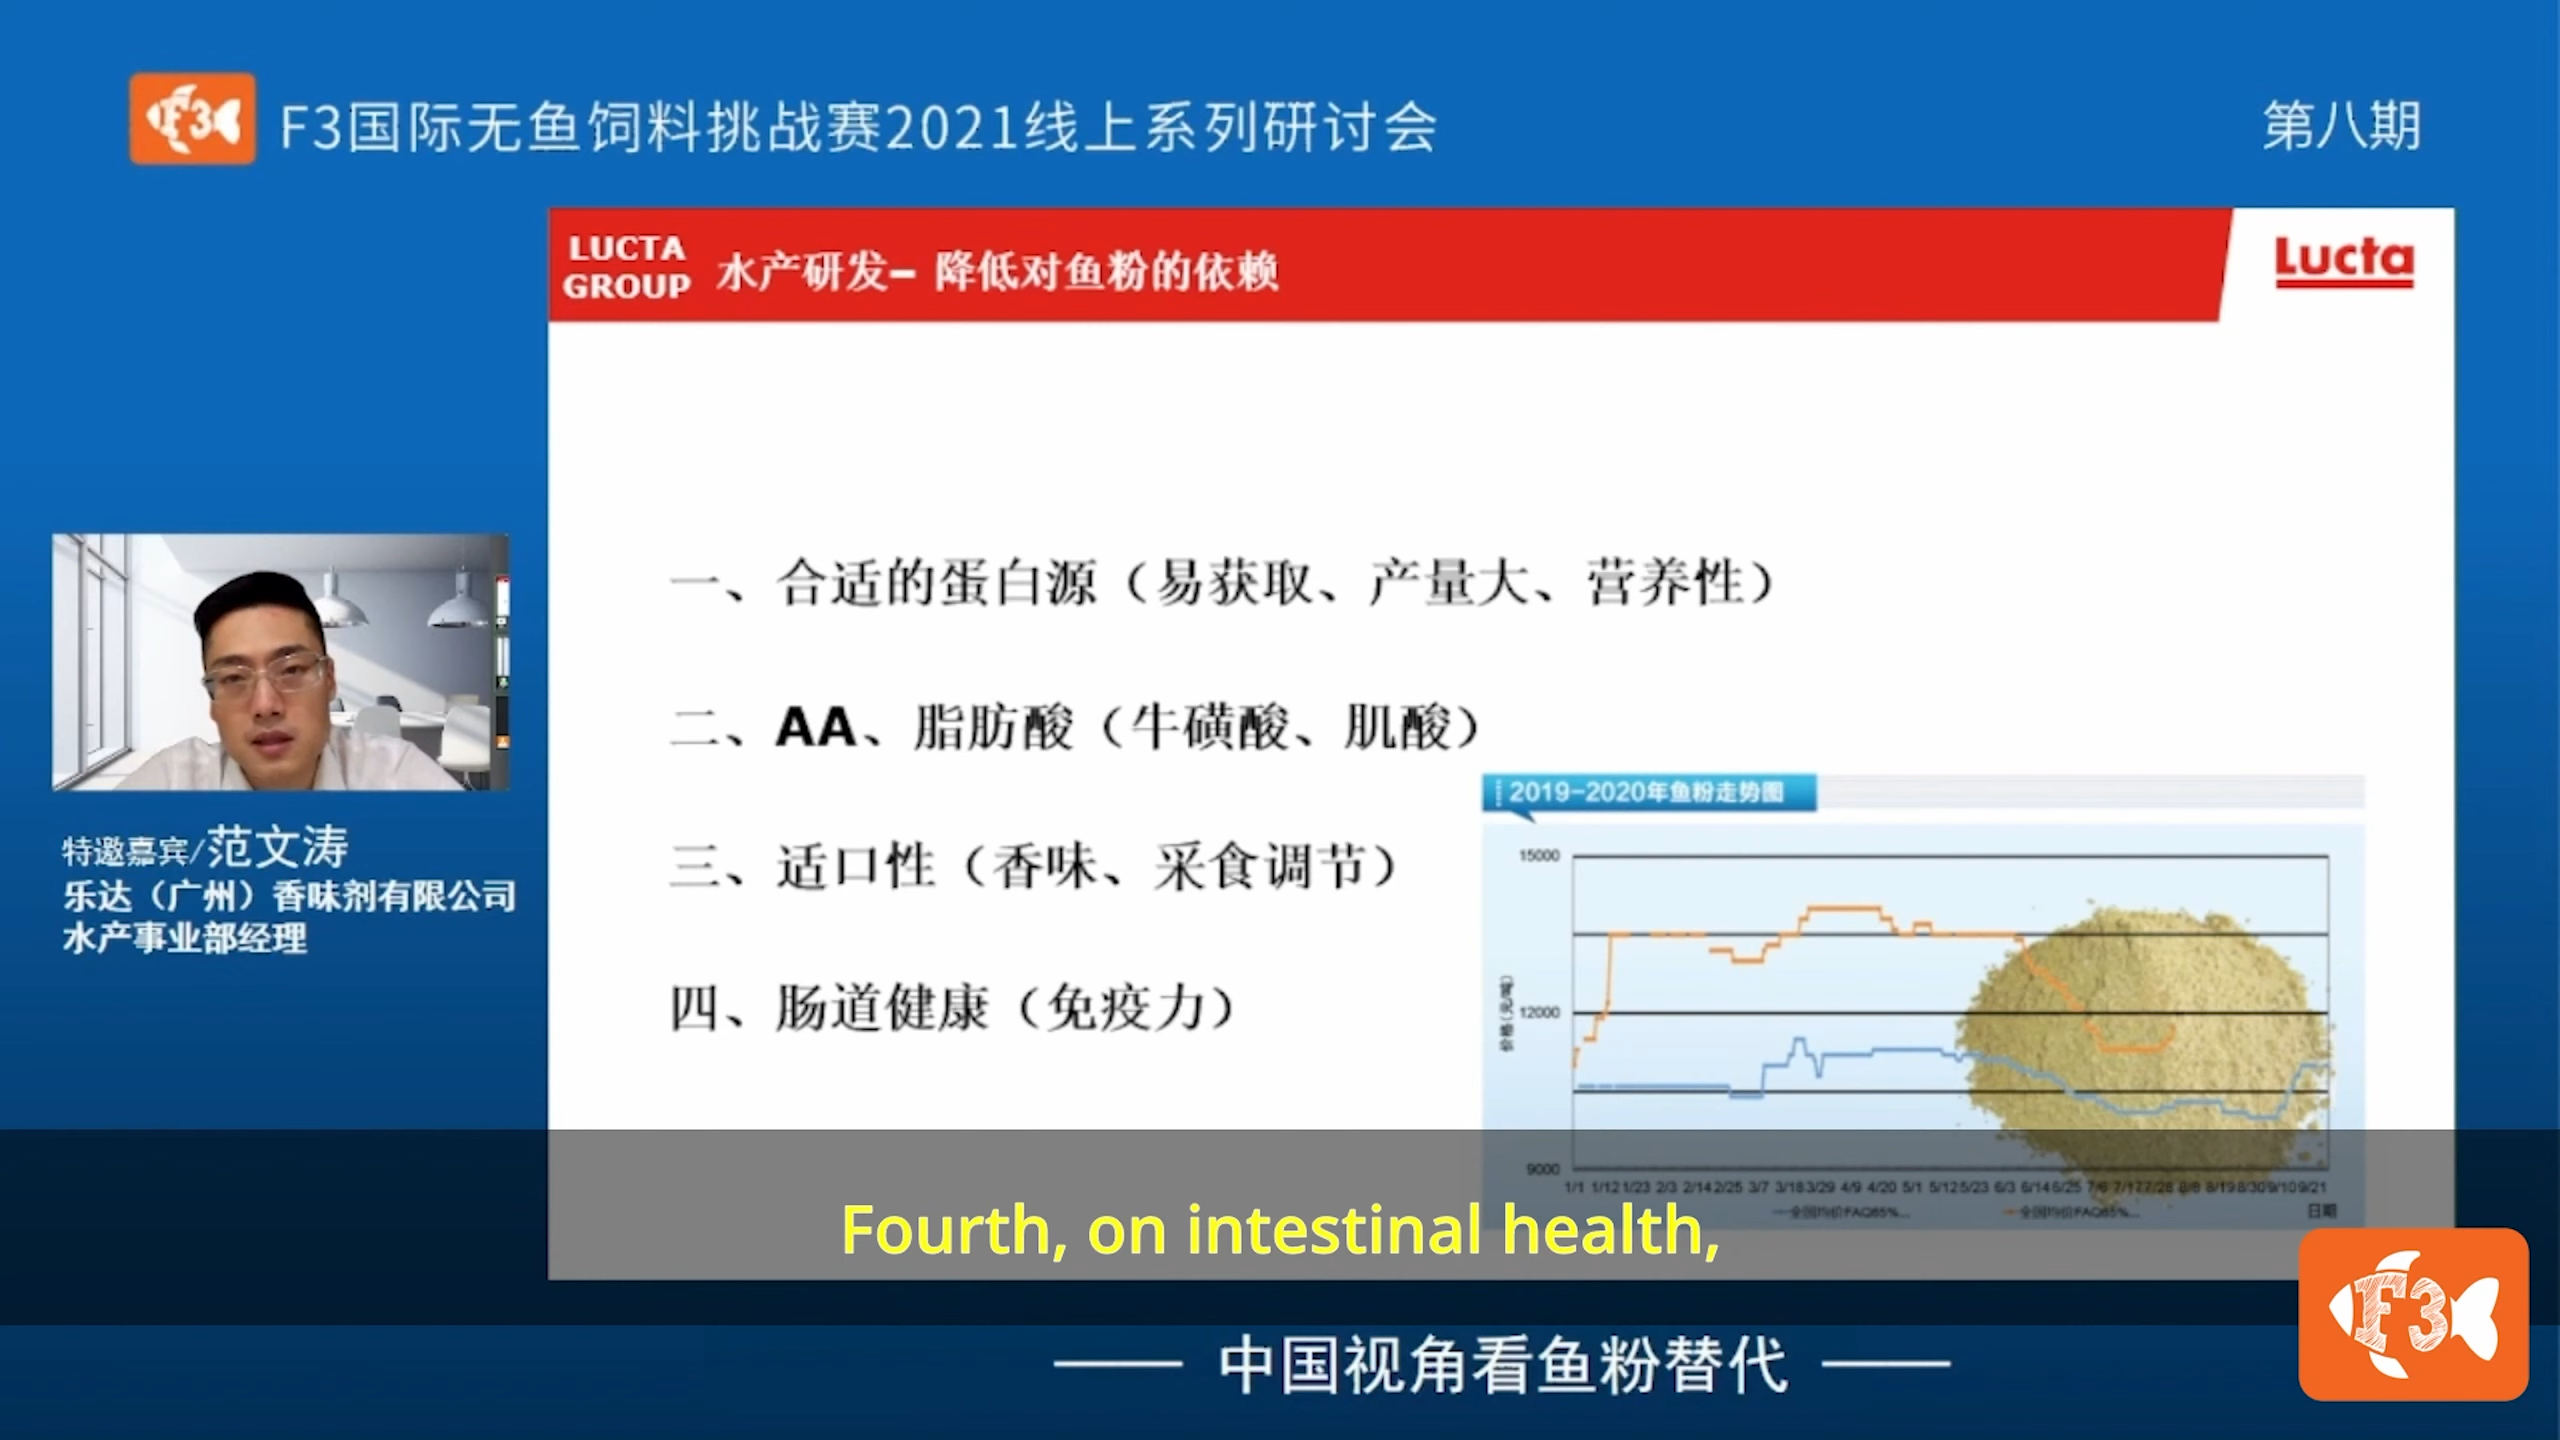 F3
F3国际无鱼饲料挑战赛2021线上系列研讨会
第八期
LUCTA
GROUP
水产研发- 降低对鱼粉的依赖
Lucta
一、合适的蛋白源（易获取、产量大、营养性）
二、AA、脂肪酸（牛磺酸、肌酸）
三、适口性（香味、采食调节）
四、肠道健康（免疫力）
特邀嘉宾/范文涛
乐达（广州）香味剂有限公司
水产事业部经理
2019-2020年鱼粉走势图
15000
12000
9000
价格(元/吨)
1/1 1/12 1/23 2/3 2/14 2/25 3/7 3/18 3/29 4/9 4/20 5/1 5/12 5/23 6/3 6/14 6/25 7/6 7/17 7/28 8/8 8/19 8/30 9/10 9/21
日期
Fourth, on intestinal health,
F3
中国视角看鱼粉替代